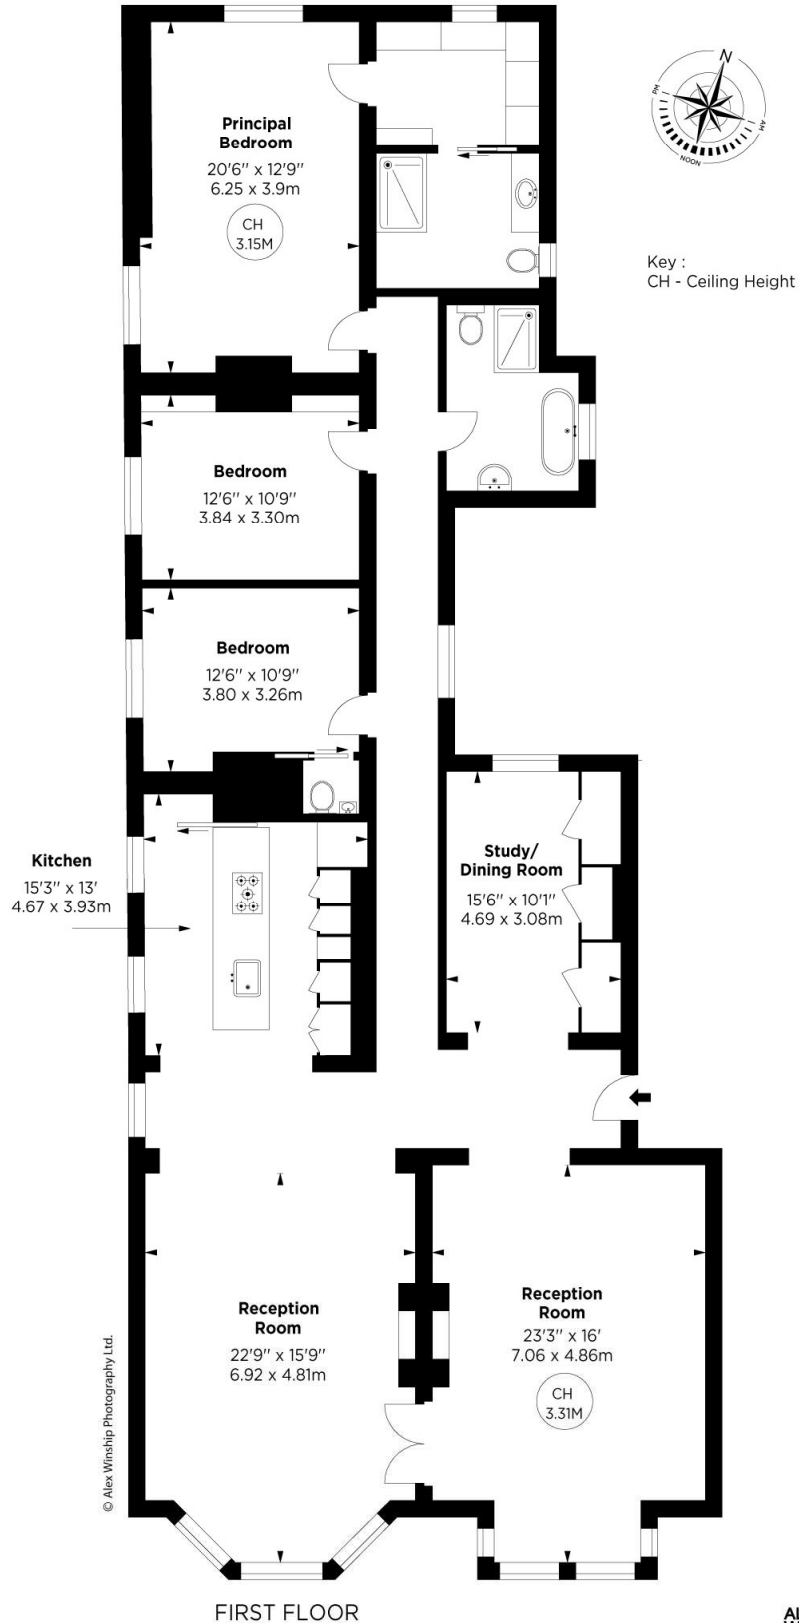 N
PM
AM
NOON
Principal
Bedroom
20'6'' x 12'9''
6.25 x 3.9m
CH
3.15M
Key :
CH - Ceiling Height
Bedroom
12'6'' x 10'9''
3.84 x 3.30m
Bedroom
12'6'' x 10'9''
3.80 x 3.26m
Kitchen
15'3'' x 13'
4.67 x 3.93m
Study/
Dining Room
15'6'' x 10'1''
4.69 x 3.08m
Reception
Room
22'9'' x 15'9''
6.92 x 4.81m
Reception
Room
23'3'' x 16'
7.06 x 4.86m
CH
3.31M
© Alex Winship Photography Ltd.
FIRST FLOOR